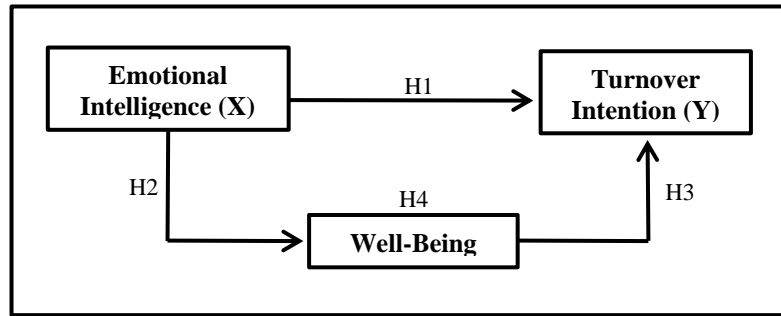 Emotional
Intelligence (X)
H1
Turnover
Intention (Y)
H2
H4
H3
Well-Being